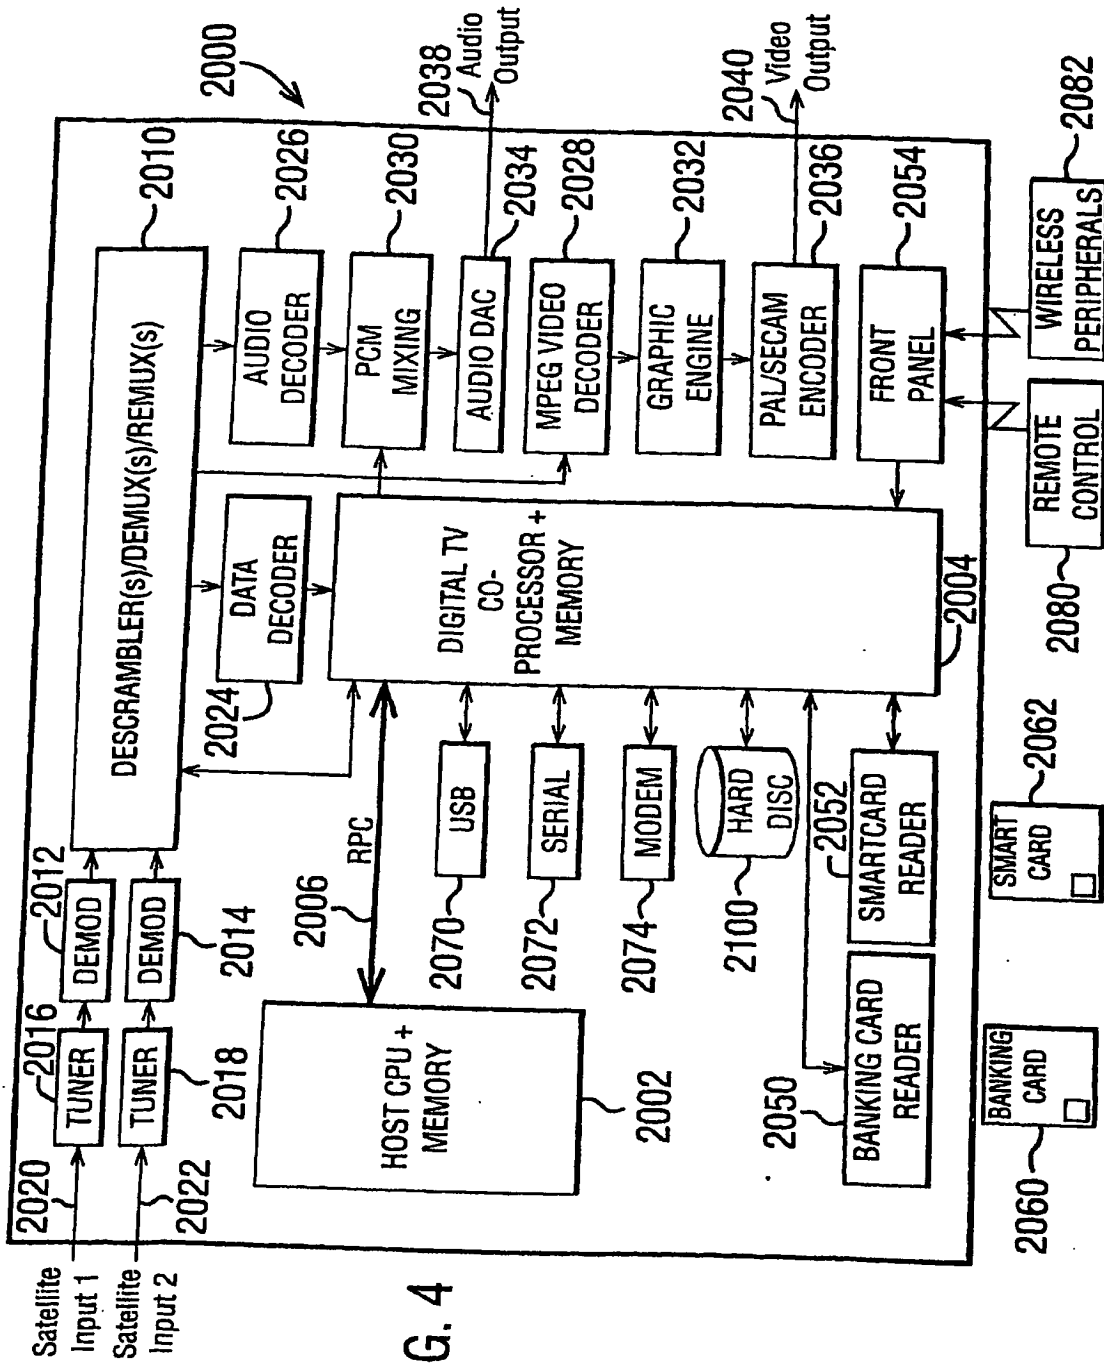 2000
Satellite
Input 1
2020
2016
TUNER
2012
DEMOD
DESCRAMBLER(s)/DEMUX(s)/REMUX(s)
2010
Satellite
Input 2
2022
TUNER
2018
DEMOD
2014
2024
DATA
DECODER
AUDIO
DECODER
2026
HOST CPU +
MEMORY
2002
2006
RPC
DIGITAL TV
CO-
PROCESSOR +
MEMORY
2004
PCM
MIXING
2030
2038
Audio
Output
AUDIO DAC
2034
2070
USB
MPEG VIDEO
DECODER
2028
2072
SERIAL
GRAPHIC
ENGINE
2032
2074
MODEM
2040
Video
Output
PAL/SECAM
ENCODER
2036
2100
HARD
DISC
2050
BANKING CARD
READER
2052
SMARTCARD
READER
FRONT
PANEL
2054
2060
BANKING
CARD
SMART
CARD
2062
2080
REMOTE
CONTROL
WIRELESS
PERIPHERALS
2082
G. 4